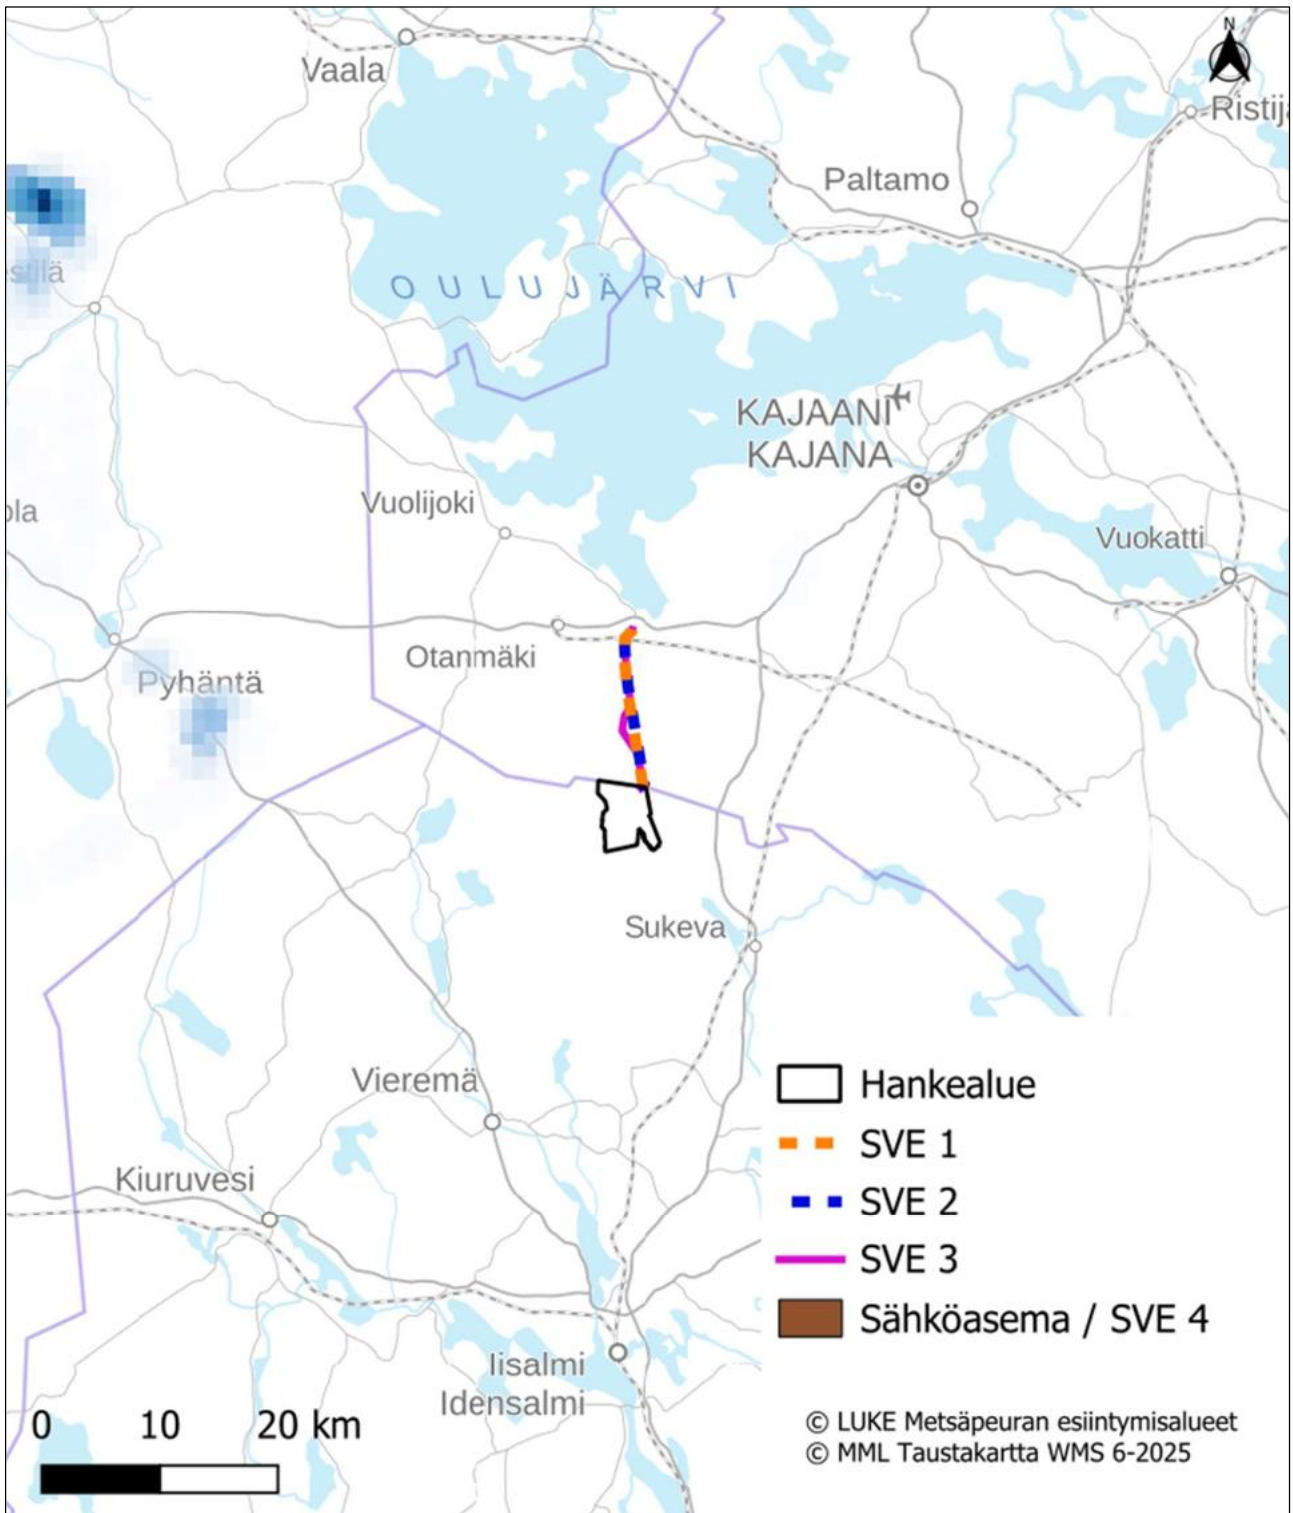 N
Vaala
Ristij
Paltamo
stilä
OULUJÄRVI
KAJAANI
KAJANA
Vuolijoki
ola
Vuokatti
Otanmäki
Pyhäntä
Sukeva
Vieremä
Kiuruvesi
Iisalmi
Idensalmi
Hankealue
SVE 1
SVE 2
SVE 3
Sähköasema / SVE 4
0 10 20 km
© LUKE Metsäpeuran esiintymisalueet
© MML Taustakartta WMS 6-2025